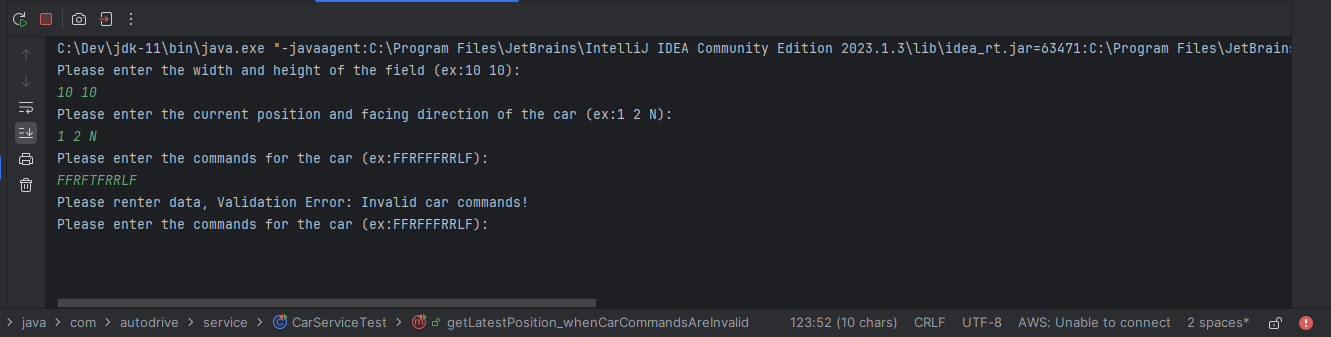 C:\Dev\jdk-11\bin\java.exe "-javaagent:C:\Program Files\JetBrains\IntelliJ IDEA Community Edition 2023.1.3\lib\idea_rt.jar=63471:C:\Program Files\JetBrains
Please enter the width and height of the field (ex:10 10):
10 10
Please enter the current position and facing direction of the car (ex:1 2 N):
1 2 N
Please enter the commands for the car (ex:FFRFFFRRLF):
FFRFTFRRLF
Please renter data, Validation Error: Invalid car commands!
Please enter the commands for the car (ex:FFRFFFRRLF):
java com autodrive service CarServiceTest getLatestPosition_whenCarCommandsAreInvalid 123:52 (10 chars) CRLF UTF-8 AWS: Unable to connect 2 spaces*